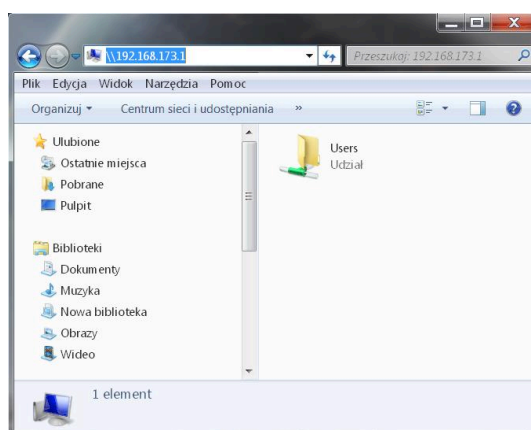 \\192.168.173.1
Przeszukaj: 192.168.173.1
Plik Edycja Widok Narzędzia Pomoc
Organizuj Centrum sieci i udostępniania »
Ulubione
Ostatnie miejsca
Pobrane
Pulpit
Biblioteki
Dokumenty
Muzyka
Nowa biblioteka
Obrazy
Wideo
Users
Udział
1 element